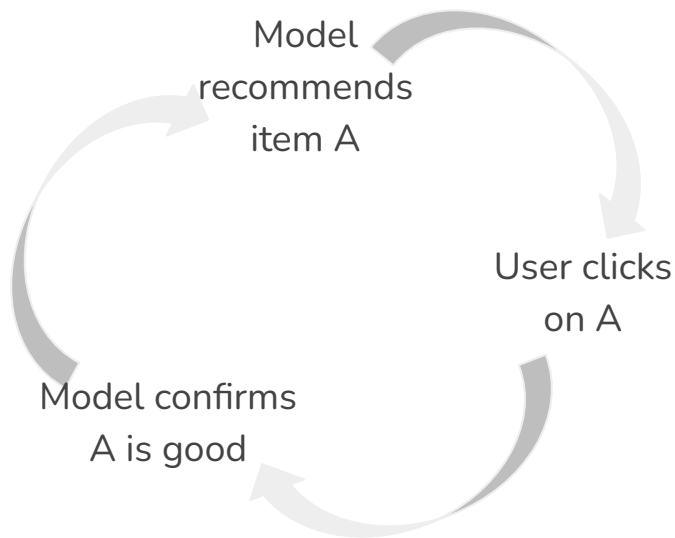 Model
recommends
item A
User clicks
on A
Model confirms
A is good